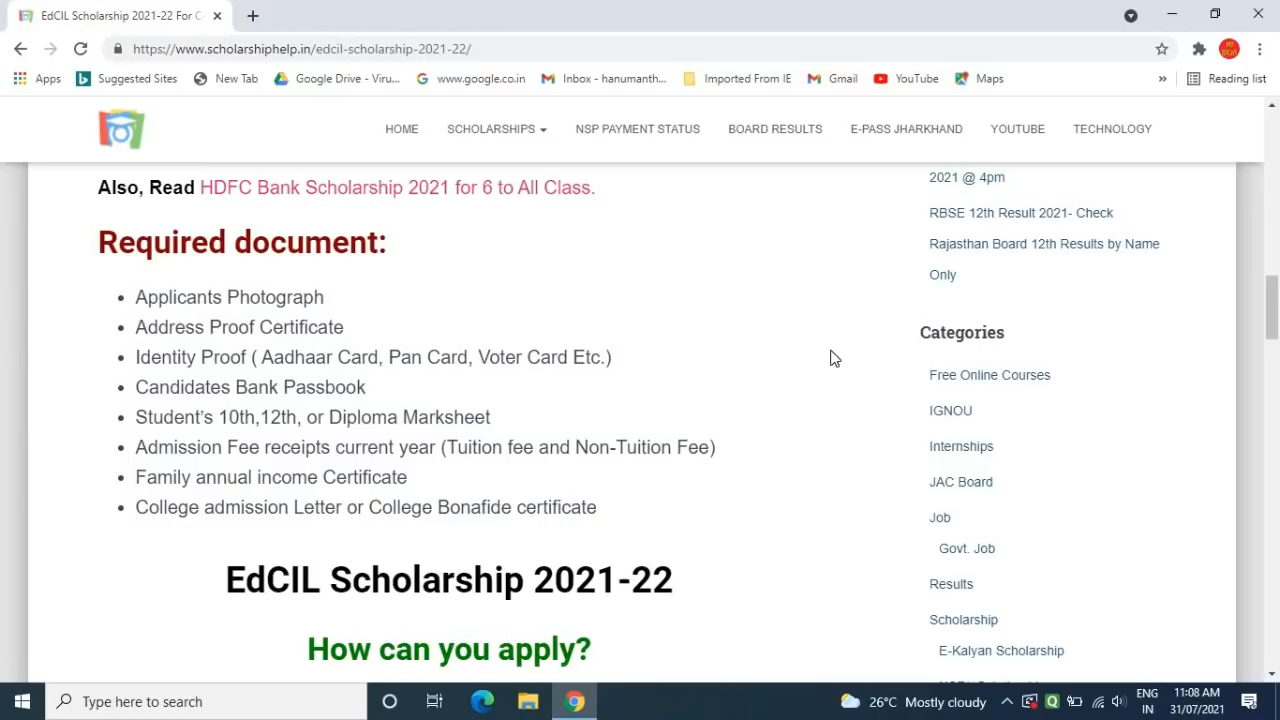 EdCIL Scholarship 2021-22 For C
https://www.scholarshiphelp.in/edcil-scholarship-2021-22/
Apps
Suggested Sites
New Tab
Google Drive - Viru...
www.google.co.in
Inbox - hanumanth...
Imported From IE
Gmail
YouTube
Maps
»
Reading list
HOME
SCHOLARSHIPS
NSP PAYMENT STATUS
BOARD RESULTS
E-PASS JHARKHAND
YOUTUBE
TECHNOLOGY
Also, Read HDFC Bank Scholarship 2021 for 6 to All Class.
Required document:
• Applicants Photograph
• Address Proof Certificate
• Identity Proof ( Aadhaar Card, Pan Card, Voter Card Etc.)
• Candidates Bank Passbook
• Student’s 10th,12th, or Diploma Marksheet
• Admission Fee receipts current year (Tuition fee and Non-Tuition Fee)
• Family annual income Certificate
• College admission Letter or College Bonafide certificate
EdCIL Scholarship 2021-22
How can you apply?
2021 @ 4pm
RBSE 12th Result 2021- Check
Rajasthan Board 12th Results by Name
Only
Categories
Free Online Courses
IGNOU
Internships
JAC Board
Job
Govt. Job
Results
Scholarship
E-Kalyan Scholarship
Type here to search
26°C Mostly cloudy
ENG
IN
11:08 AM
31/07/2021